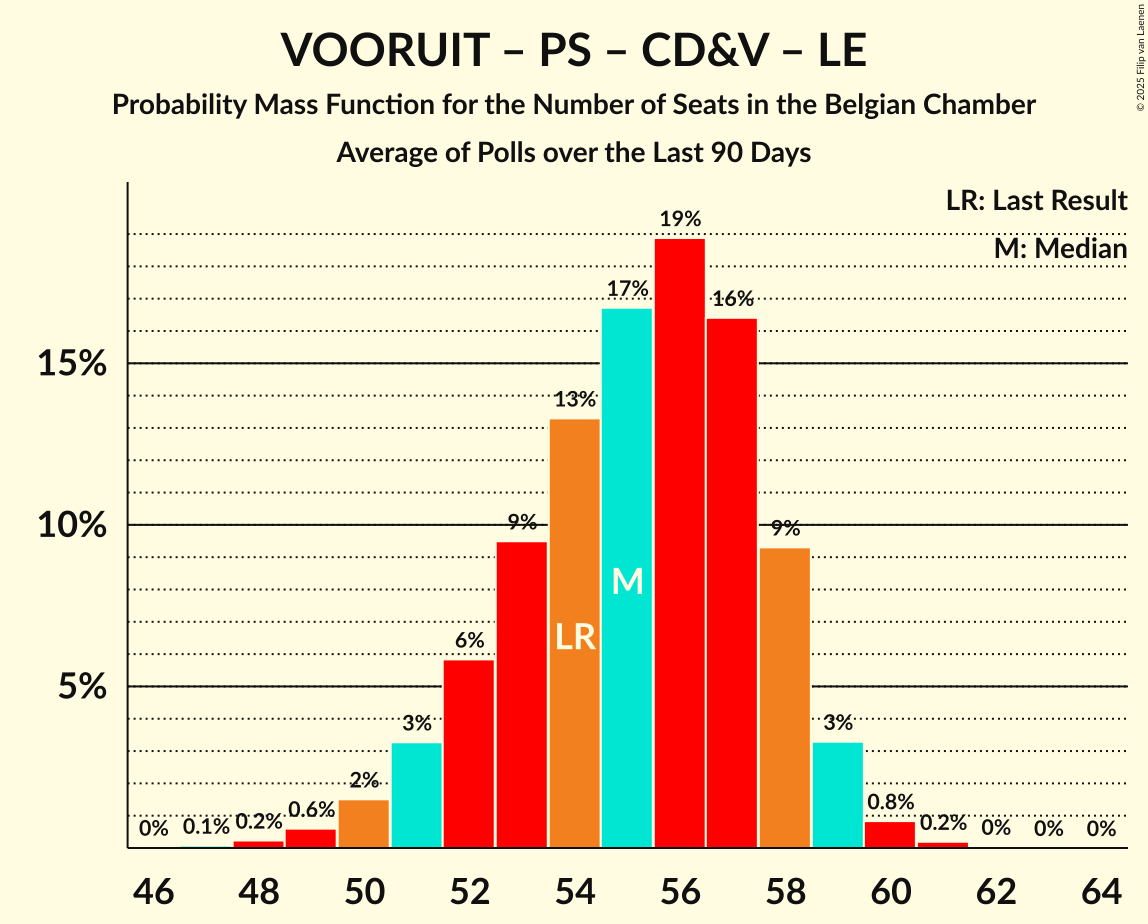 VOORUIT – PS – CD&V – LE
Probability Mass Function for the Number of Seats in the Belgian Chamber
Average of Polls over the Last 90 Days
© 2025 Filip van Laenen
LR: Last Result
M: Median
19%
17%
16%
15%
13%
10%
9%
9%
M
LR
6%
5%
3%
3%
2%
0.8%
0.6%
0% 0.1% 0.2% 0.2% 0% 0% 0%
46 48 50 52 54 56 58 60 62 64